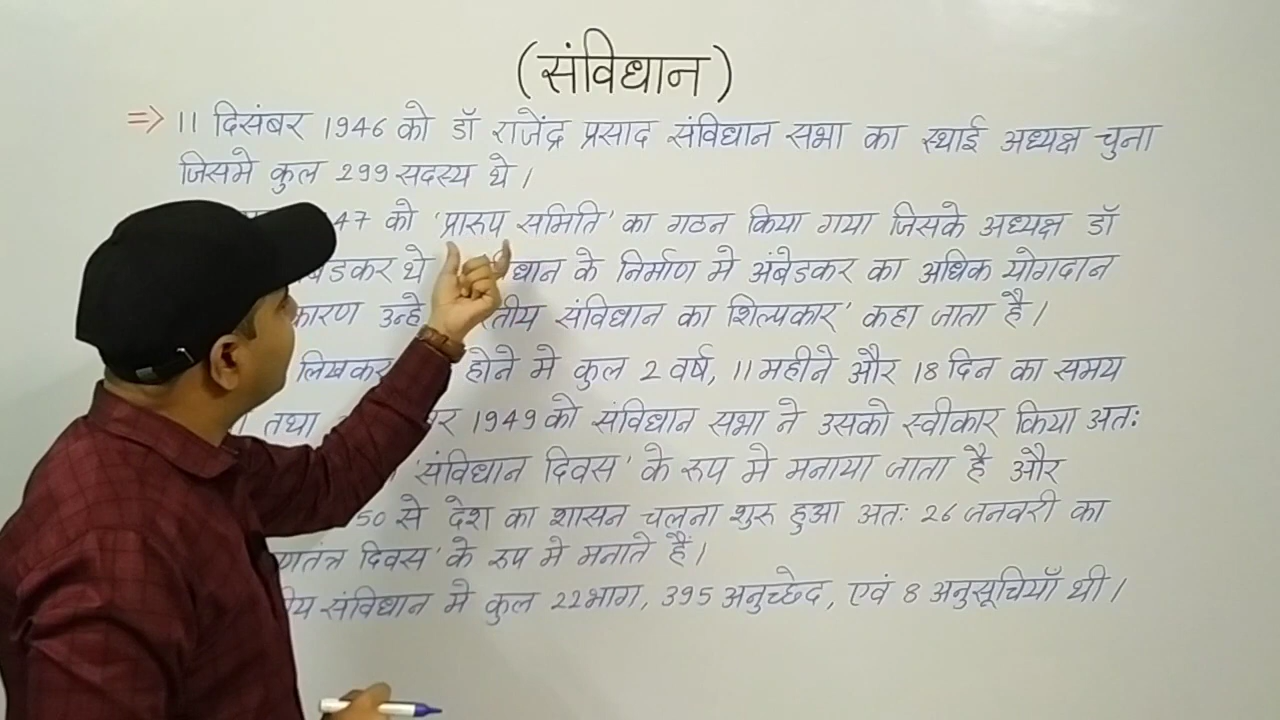 (संविधान)
⇒ 11 दिसंबर 1946 को डॉ राजेंद्र प्रसाद संविधान सभा का स्थाई अध्यक्ष चुना
जिसमे कुल 299 सदस्य थे।
47 को 'प्रारूप समिति' का गठन किया गया जिसके अध्यक्ष डॉ
बेडकर थे धान के निर्माण मे अंबेडकर का अधिक योगदान
कारण उन्हे तीय संविधान का शिल्पकार' कहा जाता है।
लिखकर होने मे कुल 2 वर्ष, 11 महीने और 18 दिन का समय
तथा र 1949 को संविधान सभा ने उसको स्वीकार किया अतः
'संविधान दिवस' के रूप मे मनाया जाता है और
50 से देश का शासन चलना शुरू हुआ अतः 26 जनवरी का
णतंत्र दिवस' के रूप मे मनाते हैं।
य संविधान मे कुल 22 भाग, 395 अनुच्छेद, एवं 8 अनुसूचियाँ थी।